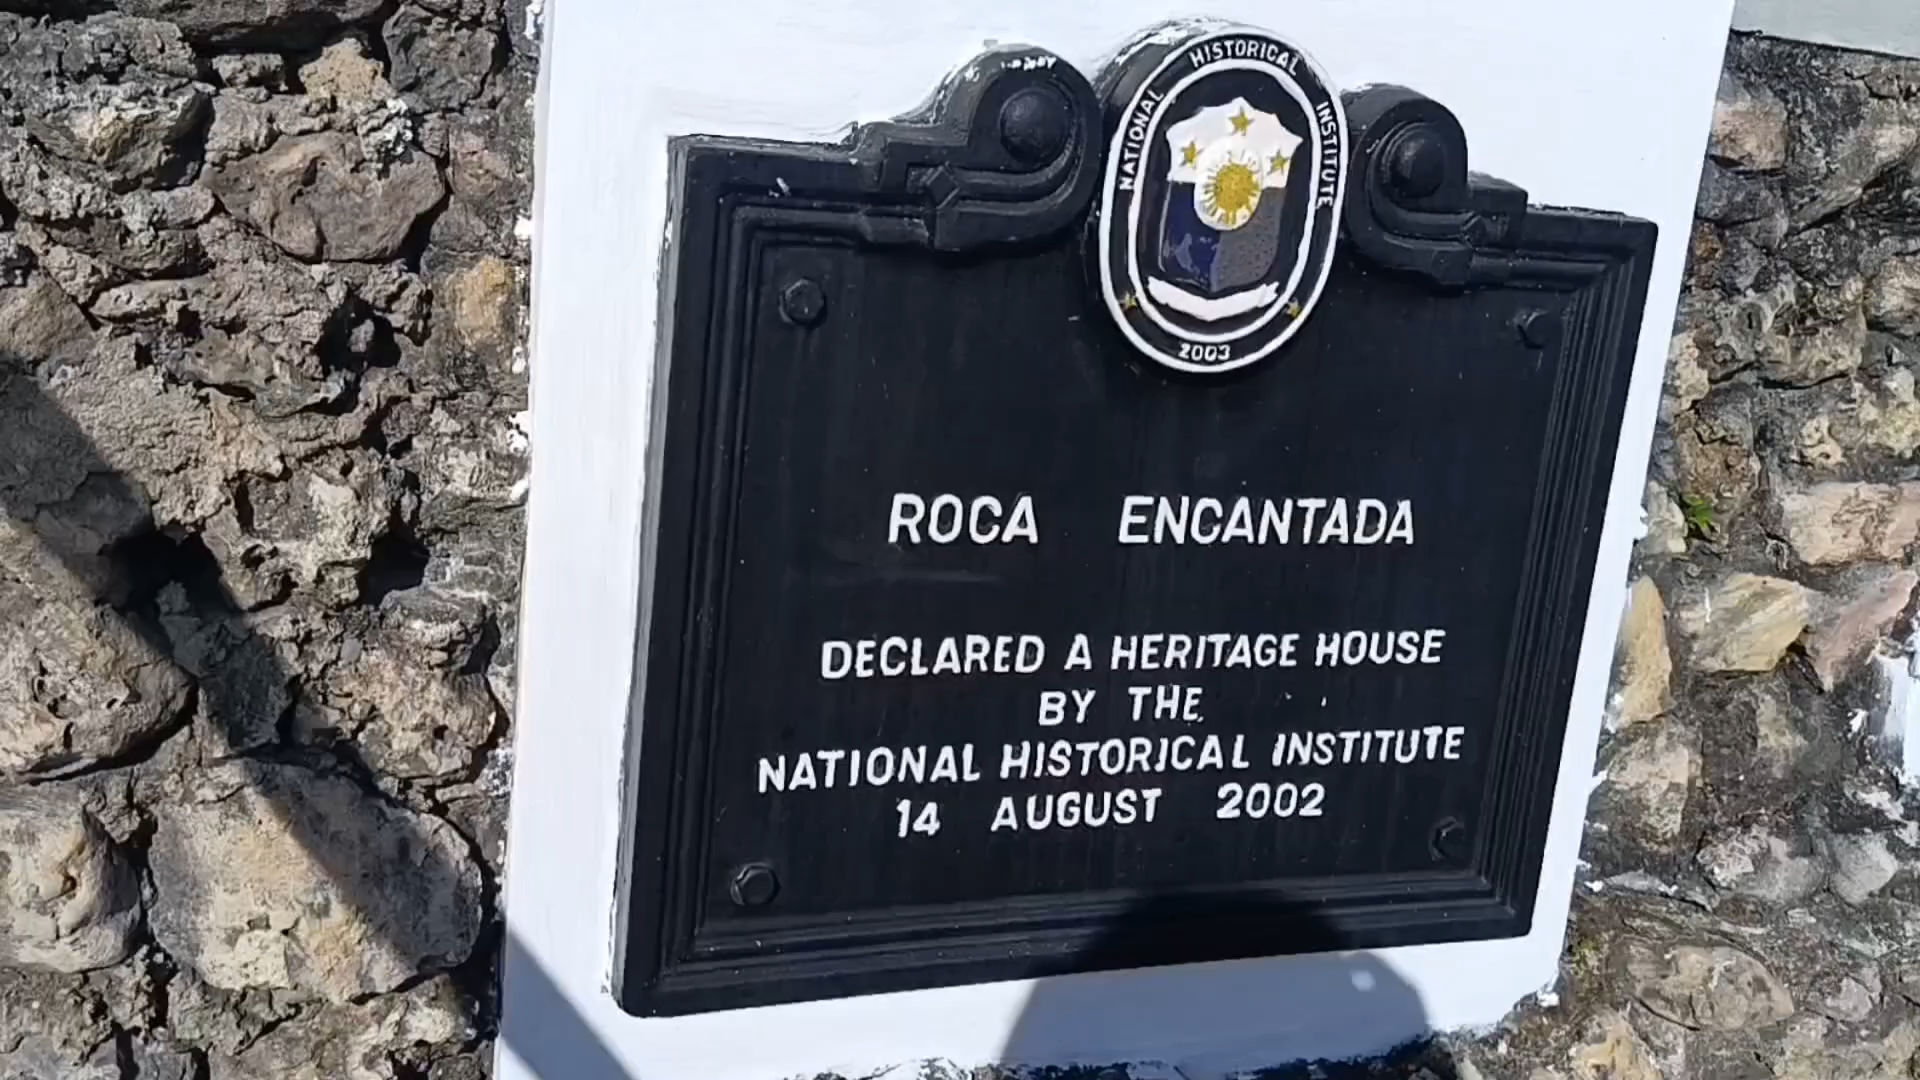 NATIONAL HISTORICAL INSTITUTE
2003
ROCA ENCANTADA
DECLARED A HERITAGE HOUSE
BY THE
NATIONAL HISTORICAL INSTITUTE
14 AUGUST 2002